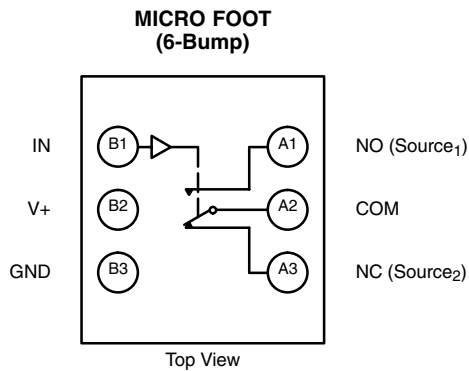 MICRO FOOT
(6-Bump)
IN B1 A1 NO (Source1)
V+ B2 A2 COM
GND B3 A3 NC (Source2)
Top View